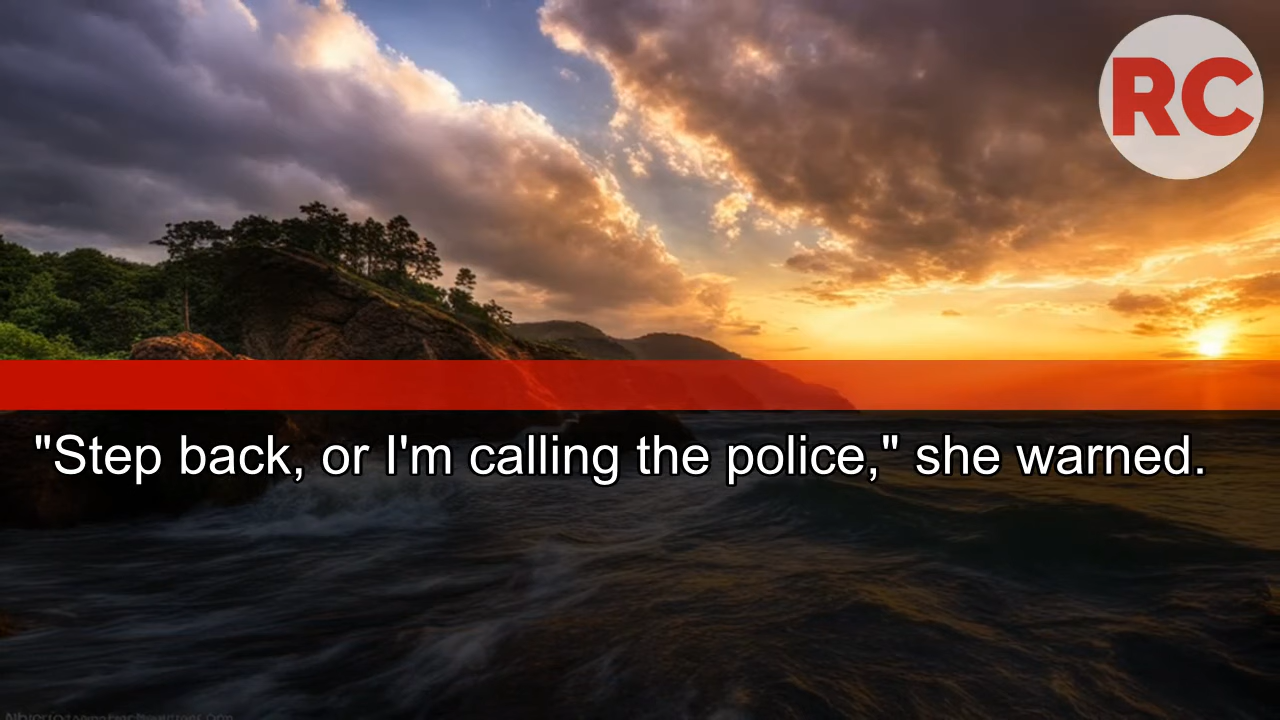 RC
"Step back, or I'm calling the police," she warned.